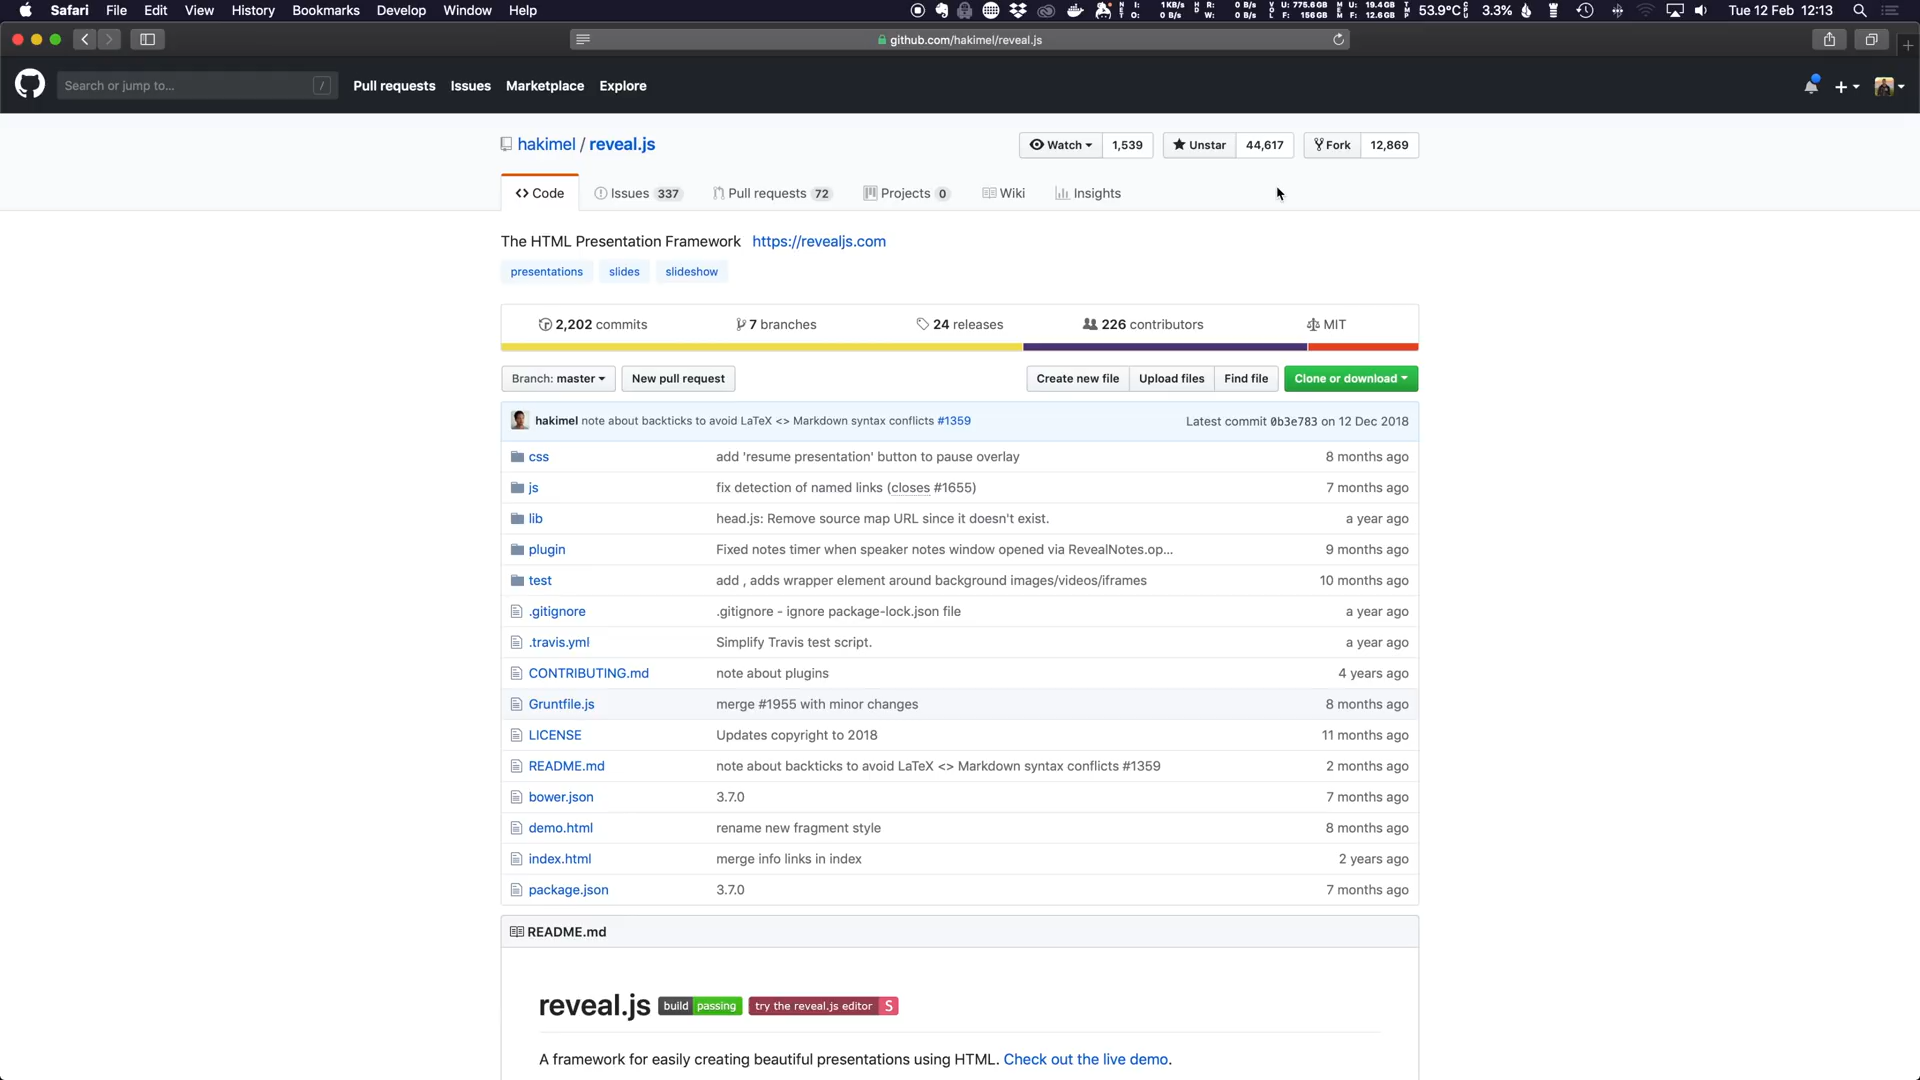 Safari File Edit View History Bookmarks Develop Window Help 1KB/s 0 B/s 0 B/s 0 B/s U: 775.6GB F: 156GB U: 19.4GB F: 12.6GB 53.9°C 3.3% Tue 12 Feb 12:13
github.com/hakimel/reveal.js
Search or jump to... / Pull requests Issues Marketplace Explore
hakimel / reveal.js Watch 1,539 Unstar 44,617 Fork 12,869
Code Issues 337 Pull requests 72 Projects 0 Wiki Insights
The HTML Presentation Framework https://revealjs.com
presentations slides slideshow
2,202 commits 7 branches 24 releases 226 contributors MIT
Branch: master New pull request Create new file Upload files Find file Clone or download
hakimel note about backticks to avoid LaTeX <> Markdown syntax conflicts #1359 Latest commit 0b3e783 on 12 Dec 2018
css add 'resume presentation' button to pause overlay 8 months ago
js fix detection of named links (closes #1655) 7 months ago
lib head.js: Remove source map URL since it doesn't exist. a year ago
plugin Fixed notes timer when speaker notes window opened via RevealNotes.op... 9 months ago
test add , adds wrapper element around background images/videos/iframes 10 months ago
.gitignore .gitignore - ignore package-lock.json file a year ago
.travis.yml Simplify Travis test script. a year ago
CONTRIBUTING.md note about plugins 4 years ago
Gruntfile.js merge #1955 with minor changes 8 months ago
LICENSE Updates copyright to 2018 11 months ago
README.md note about backticks to avoid LaTeX <> Markdown syntax conflicts #1359 2 months ago
bower.json 3.7.0 7 months ago
demo.html rename new fragment style 8 months ago
index.html merge info links in index 2 years ago
package.json 3.7.0 7 months ago
README.md
reveal.js build passing try the reveal.js editor S
A framework for easily creating beautiful presentations using HTML. Check out the live demo.